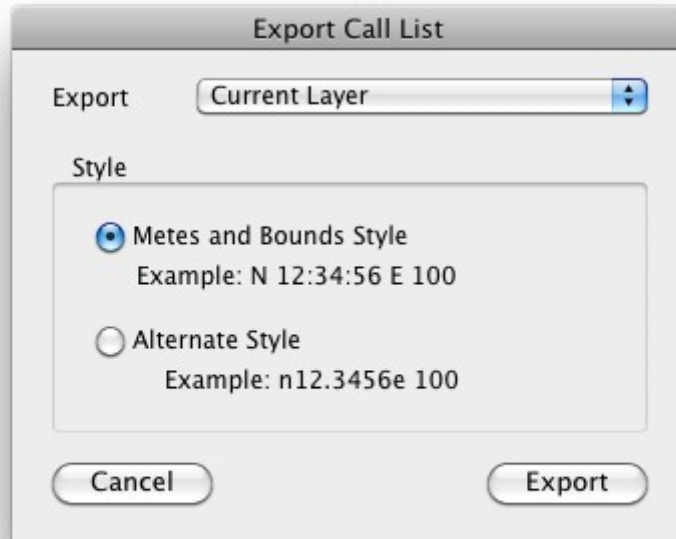 Export Call List
Export Current Layer
Style
Metes and Bounds Style
Example: N 12:34:56 E 100
Alternate Style
Example: n12.3456e 100
Cancel Export